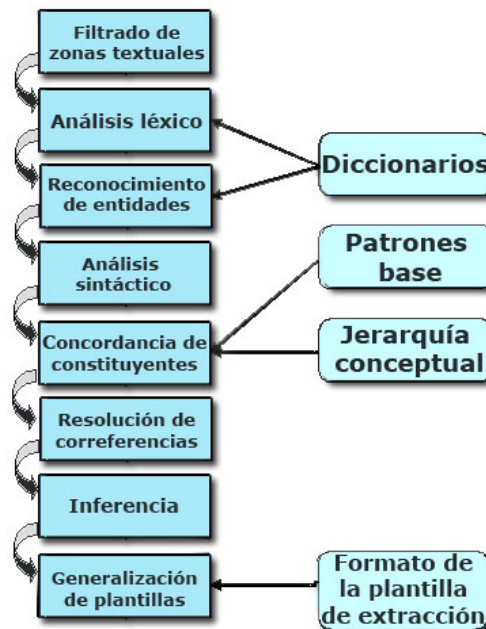 Filtrado de
zonas textuales
Análisis léxico
Reconocimiento
de entidades
Análisis
sintáctico
Concordancia de
constituyentes
Resolución de
correferencias
Inferencia
Generalización
de plantillas
Diccionarios
Patrones
base
Jerarquía
conceptual
Formato de
la plantilla
de extracción